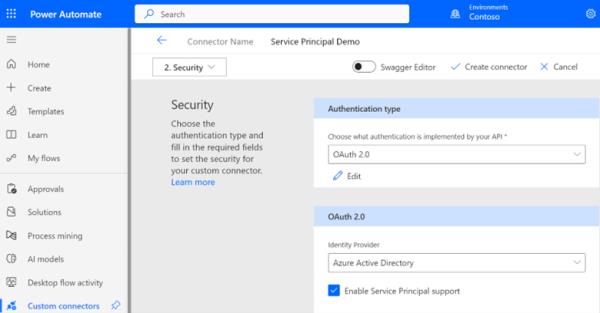 Power Automate
Search
Environments
Contoso
Connector Name
Service Principal Demo
Home
Create
Templates
Learn
My flows
Approvals
Solutions
Process mining
AI models
Desktop flow activity
Custom connectors
2. Security
Swagger Editor
Create connector
Cancel
Security
Choose the
authentication type and
fill in the required fields
to set the security for
your custom connector.
Learn more
Authentication type
Choose what authentication is implemented by your API *
OAuth 2.0
Edit
OAuth 2.0
Identity Provider
Azure Active Directory
Enable Service Principal support